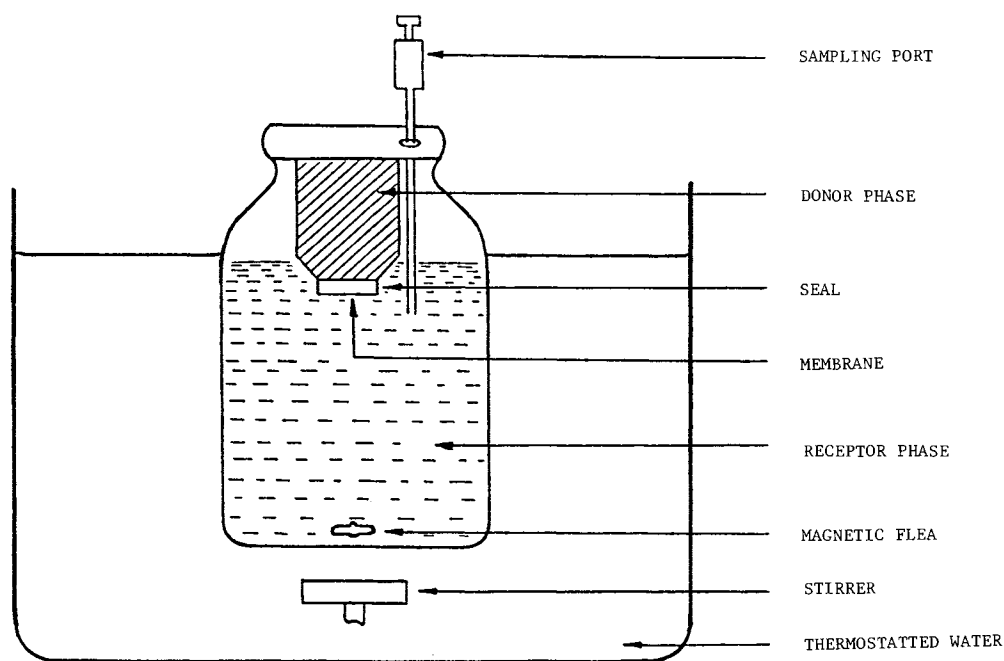 SAMPLING PORT
DONOR PHASE
SEAL
MEMBRANE
RECEPTOR PHASE
MAGNETIC FLEA
STIRRER
THERMOSTATTED WATER